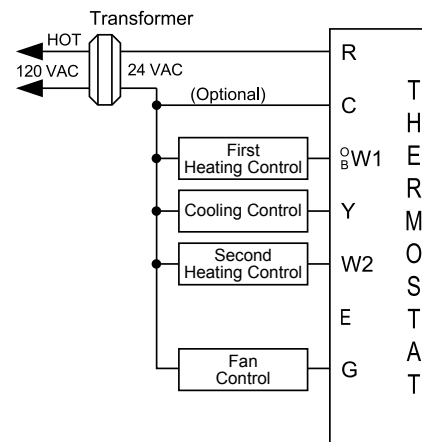 Transformer
HOT
120 VAC
24 VAC
(Optional)
First
Heating Control
Cooling Control
Second
Heating Control
Fan
Control
R
C
O
B W1
Y
W2
E
G
THERMOSTAT